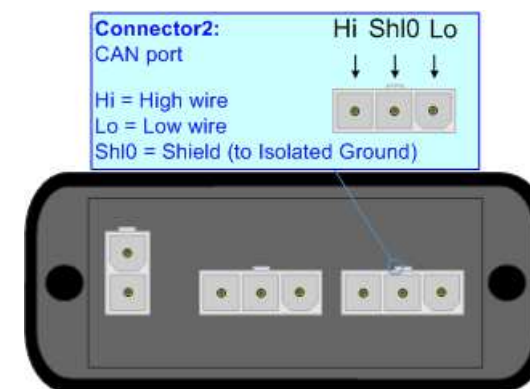 Connector2:
CAN port
Hi = High wire
Lo = Low wire
Shl0 = Shield (to Isolated Ground)
Hi Shl0 Lo